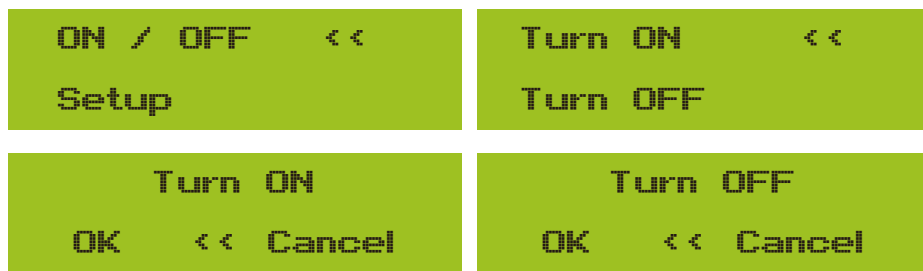 ON / OFF <<
Setup
Turn ON <<
Turn OFF
Turn ON
OK << Cancel
Turn OFF
OK << Cancel